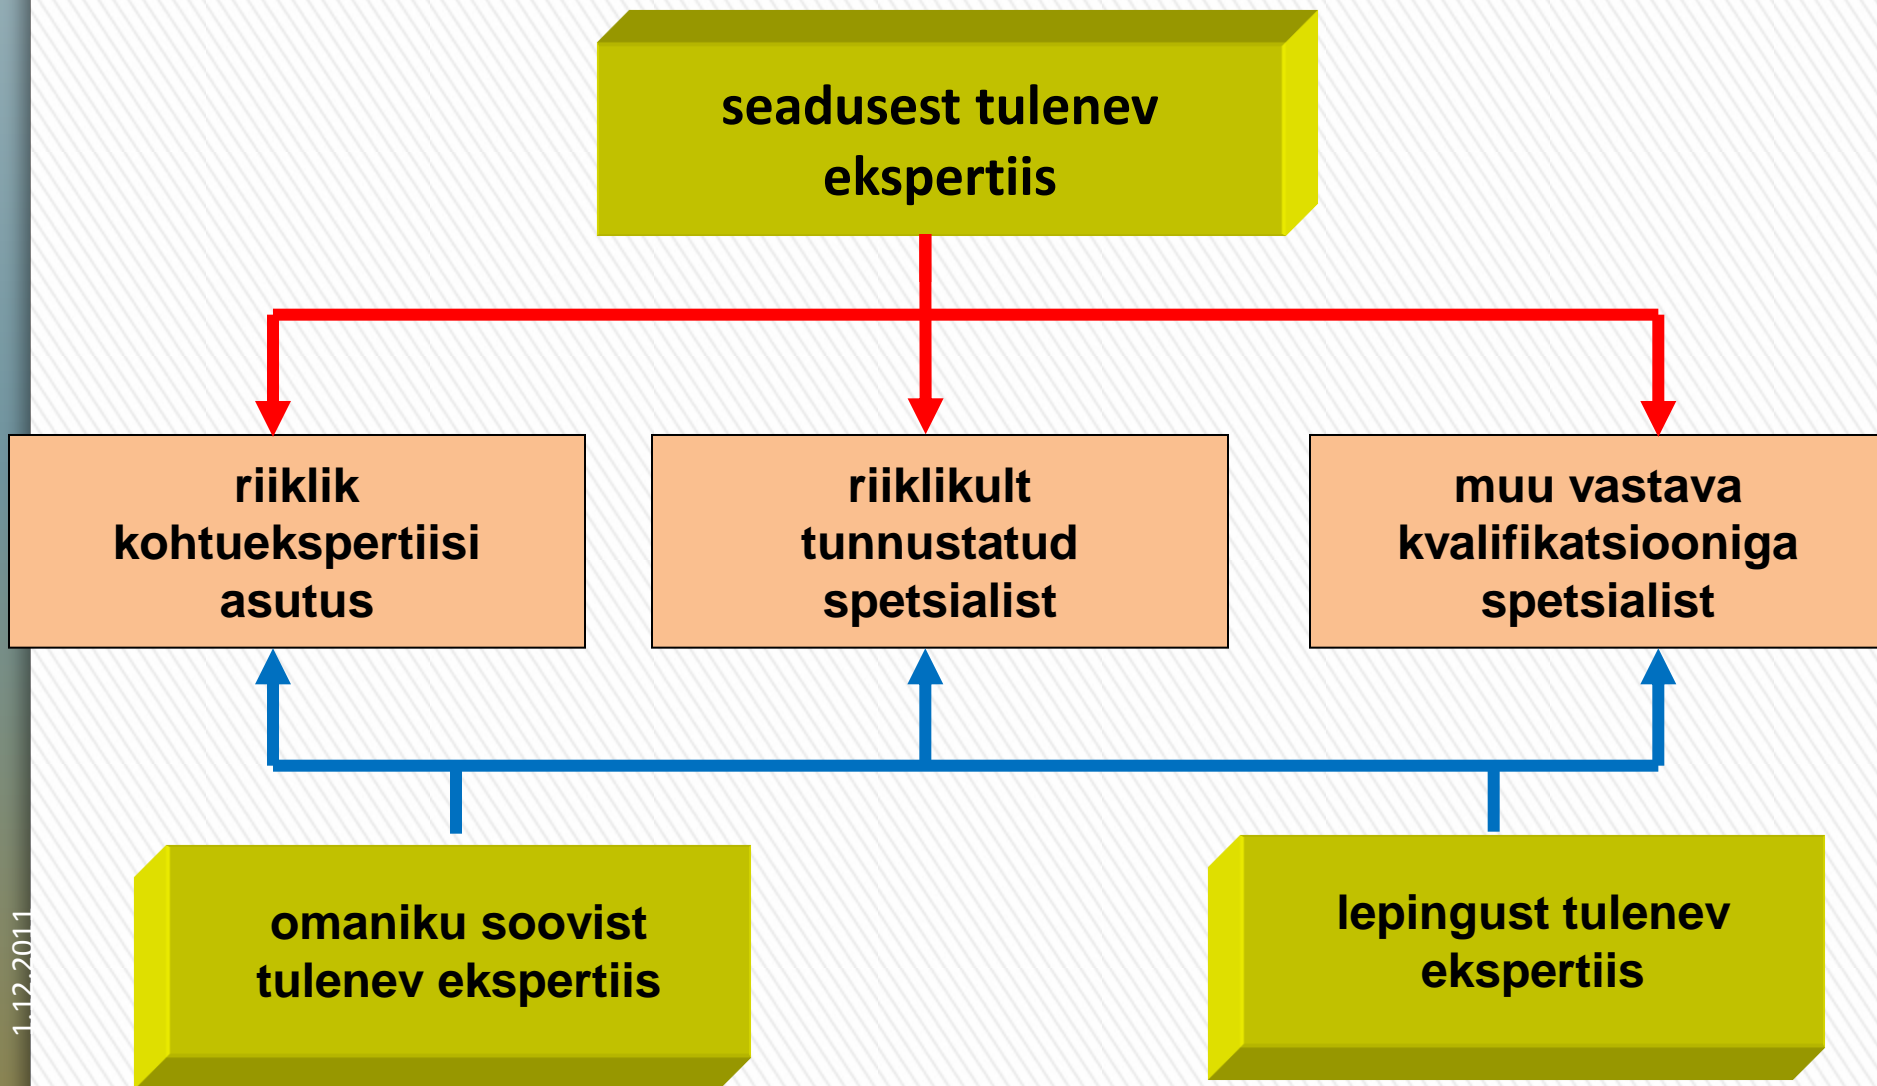 seadusest tulenev
ekspertiis
riiklik
kohtuekspertiisi
asutus
riiklikult
tunnustatud
spetsialist
muu vastava
kvalifikatsiooniga
spetsialist
omaniku soovist
tulenev ekspertiis
lepingust tulenev
ekspertiis
1.12.2011